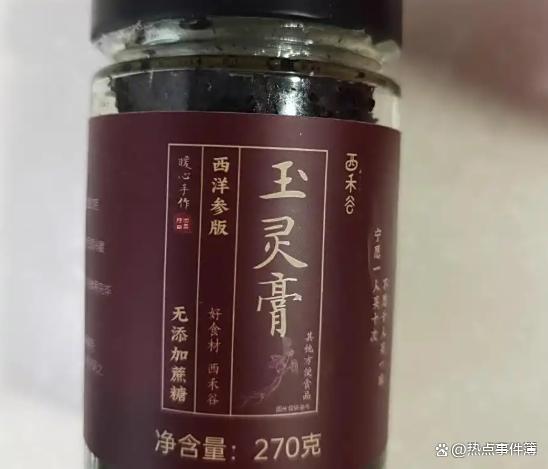 西禾谷
宁愿一人买十次
玉灵膏
其他方便食品
西洋参版
好食材 西禾谷
暖心手作
无添加蔗糖
净含量：270克
@热点事件簿